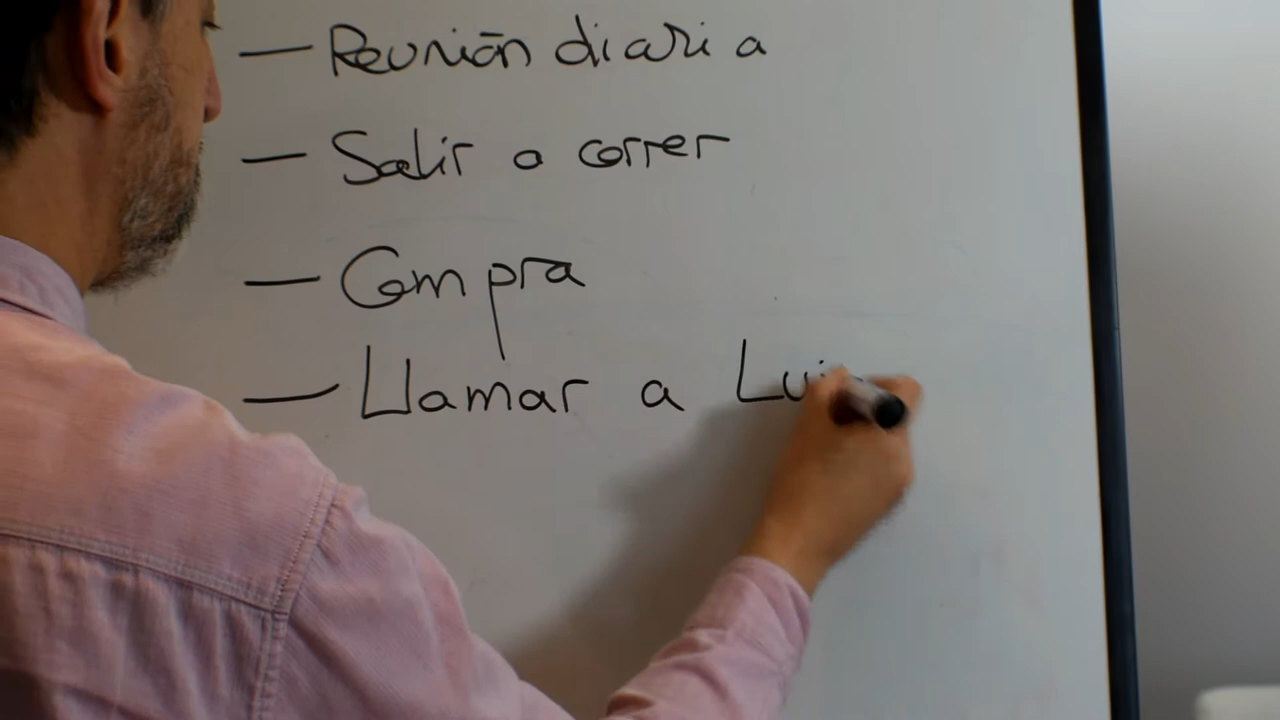 — Reunión diaria
— Salir a correr
— Compra
— Llamar a